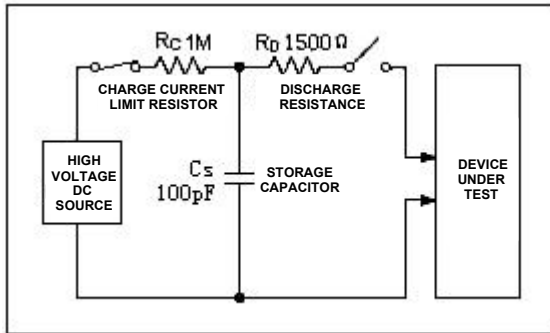 RC 1M
RD 1500 Ω
CHARGE CURRENT
LIMIT RESISTOR
DISCHARGE
RESISTANCE
HIGH
VOLTAGE
DC
SOURCE
Cs
100pF
STORAGE
CAPACITOR
DEVICE
UNDER
TEST